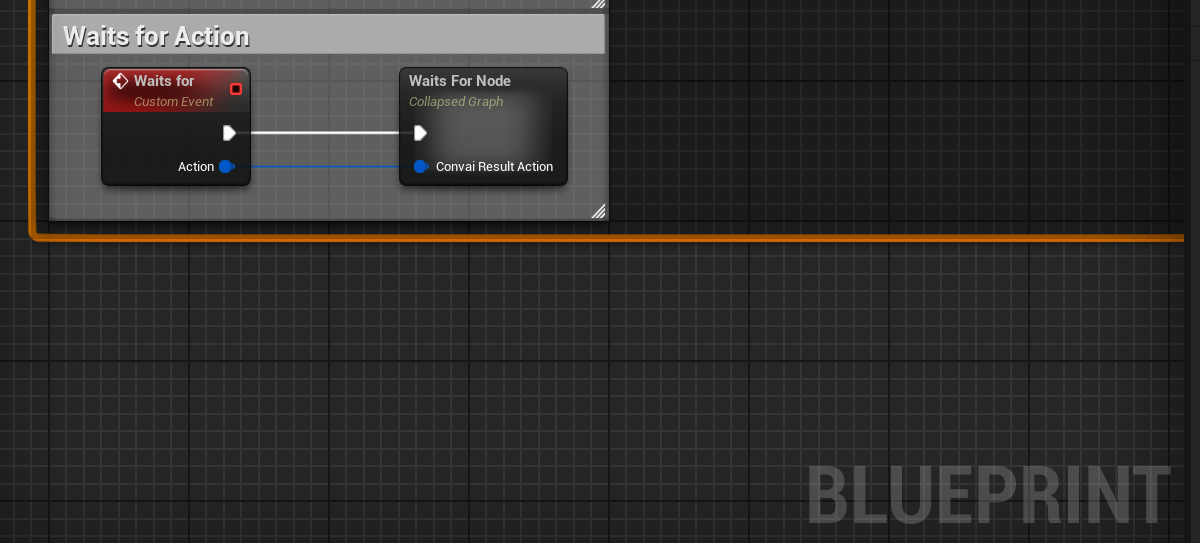 Waits for Action
Waits for
Custom Event
Action
Waits For Node
Collapsed Graph
Convai Result Action
BLUEPRINT